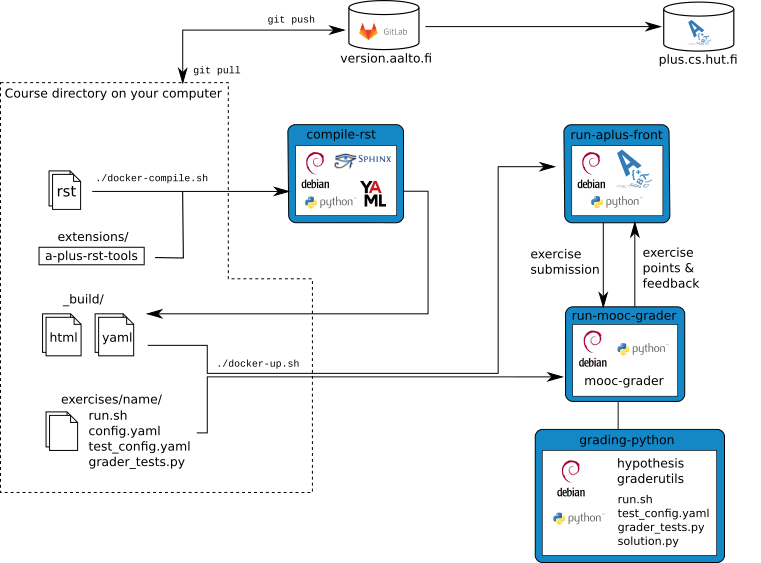 git push
GitLab
version.aalto.fi
plus.cs.hut.fi
git pull
Course directory on your computer
compile-rst
SPHINX
debian
python
YAML
run-aplus-front
debian
python
./docker-compile.sh
rst
extensions/
a-plus-rst-tools
exercise
submission
exercise
points &
feedback
_build/
html
yaml
./docker-up.sh
run-mooc-grader
debian
python
mooc-grader
exercises/name/
run.sh
config.yaml
test_config.yaml
grader_tests.py
grading-python
debian
python
hypothesis
graderutils
run.sh
test_config.yaml
grader_tests.py
solution.py